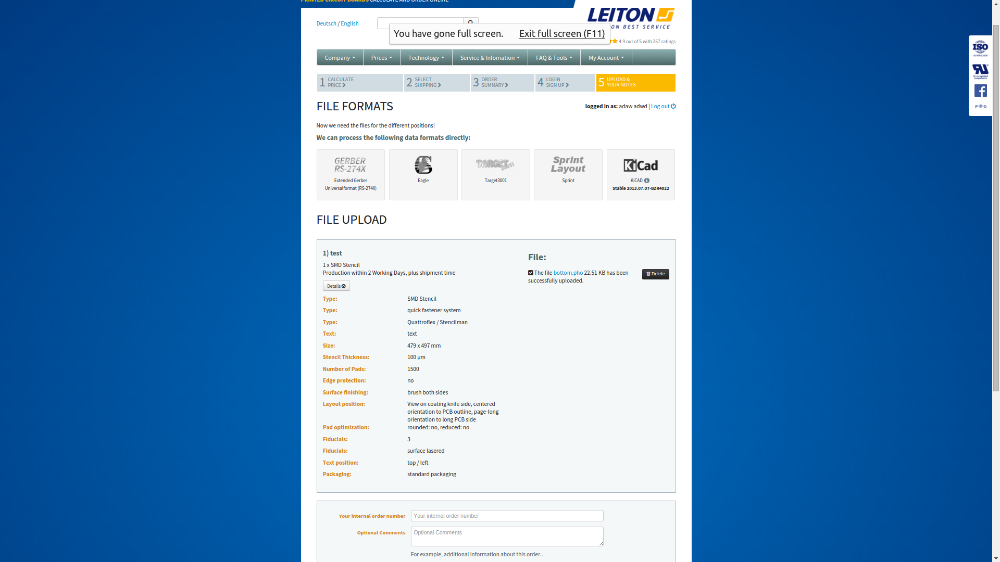 PRINTED CIRCUIT BOARDS CALCULATE AND ORDER ONLINE
LEITON
ON BEST SERVICE
Deutsch / English
You have gone full screen. Exit full screen (F11)
4.9 out of 5 with 257 ratings
Company Prices Technology Service & Infomation FAQ & Tools My Account
1 CALCULATE PRICE 2 SELECT SHIPPING 3 ORDER SUMMARY 4 LOGIN SIGN UP 5 UPLOAD & YOUR NOTES
FILE FORMATS
logged in as: adaw adwd | Log out
Now we need the files for the different positions!
We can process the following data formats directly:
GERBER
RS-274X
Extended Gerber
Universalformat (RS-274X)
Eagle
TARGET 3001!
Target3001
Sprint
Layout
Sprint
KiCad
KiCAD
Stable 2013.07.07-BZR4022
FILE UPLOAD
1) test
1 x SMD Stencil
Production within 2 Working Days, plus shipment time
Details
File:
The file bottom.pho 22.51 KB has been
successfully uploaded.
Delete
Type: SMD Stencil
Type: quick fastener system
Type: Quattroflex / Stencilman
Text: text
Size: 479 x 497 mm
Stencil Thickness: 100 µm
Number of Pads: 1500
Edge protection: no
Surface finishing: brush both sides
Layout position: View on coating knife side, centered
orientation to PCB outline, page-long
orientation to long PCB side
Pad optimization: rounded: no, reduced: no
Fiducials: 3
Fiducials: surface lasered
Text position: top / left
Packaging: standard packaging
Your internal order number Your internal order number
Optional Comments Optional Comments
For example, additional information about this order..
ISO
FED